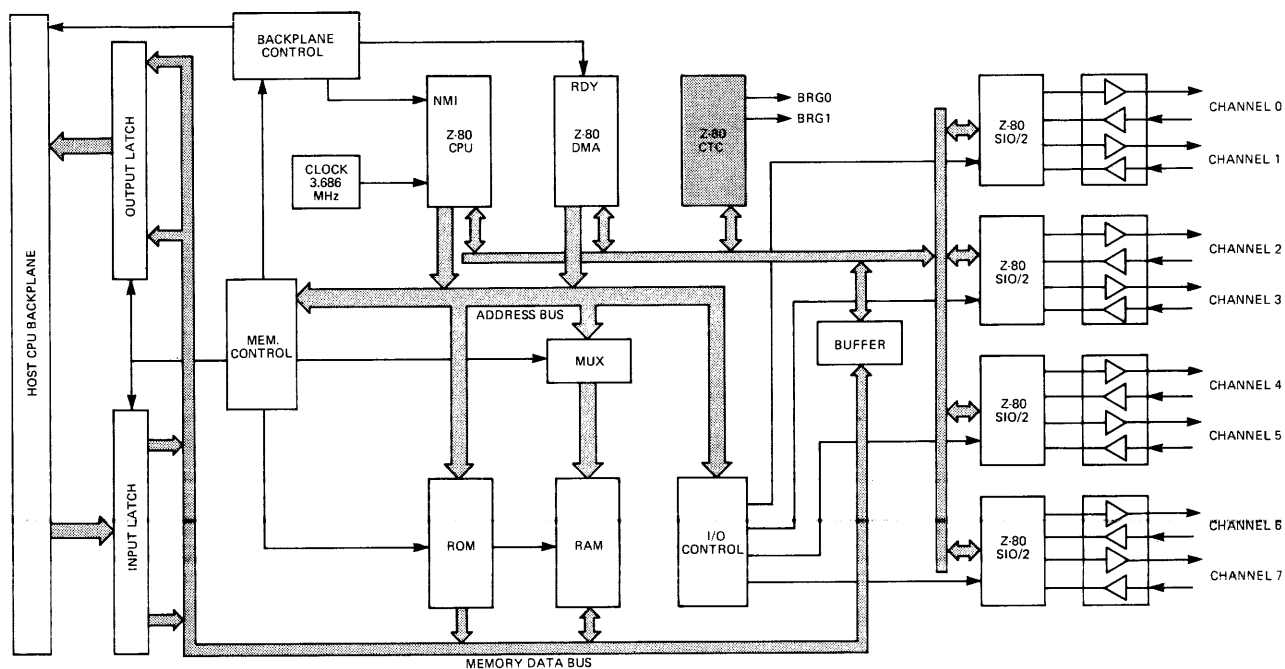 HOST CPU BACKPLANE
OUTPUT LATCH
INPUT LATCH
BACKPLANE
CONTROL
NMI
Z-80
CPU
CLOCK
3.686
MHz
RDY
Z-80
DMA
Z-80
CTC
BRG0
BRG1
MEM.
CONTROL
ADDRESS BUS
MUX
BUFFER
ROM
RAM
I/O
CONTROL
MEMORY DATA BUS
Z-80
SIO/2
CHANNEL 0
CHANNEL 1
Z-80
SIO/2
CHANNEL 2
CHANNEL 3
Z-80
SIO/2
CHANNEL 4
CHANNEL 5
Z-80
SIO/2
CHANNEL 6
CHANNEL 7